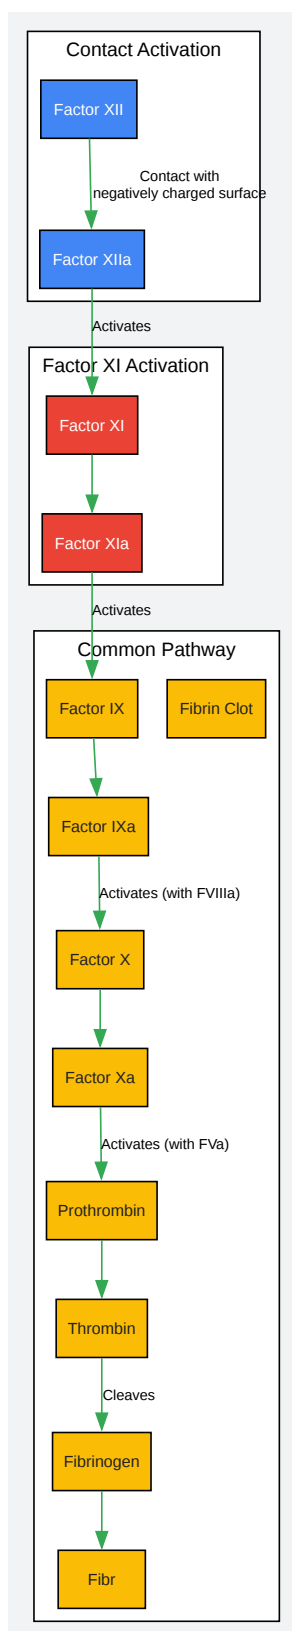 Contact Activation
Factor XII
Contact with
negatively charged surface
Factor XIIa
Activates
Factor XI Activation
Factor XI
Factor XIa
Activates
Common Pathway
Factor IX
Fibrin Clot
Factor IXa
Activates (with FVIIIa)
Factor X
Factor Xa
Activates (with FVa)
Prothrombin
Thrombin
Cleaves
Fibrinogen
Fibr